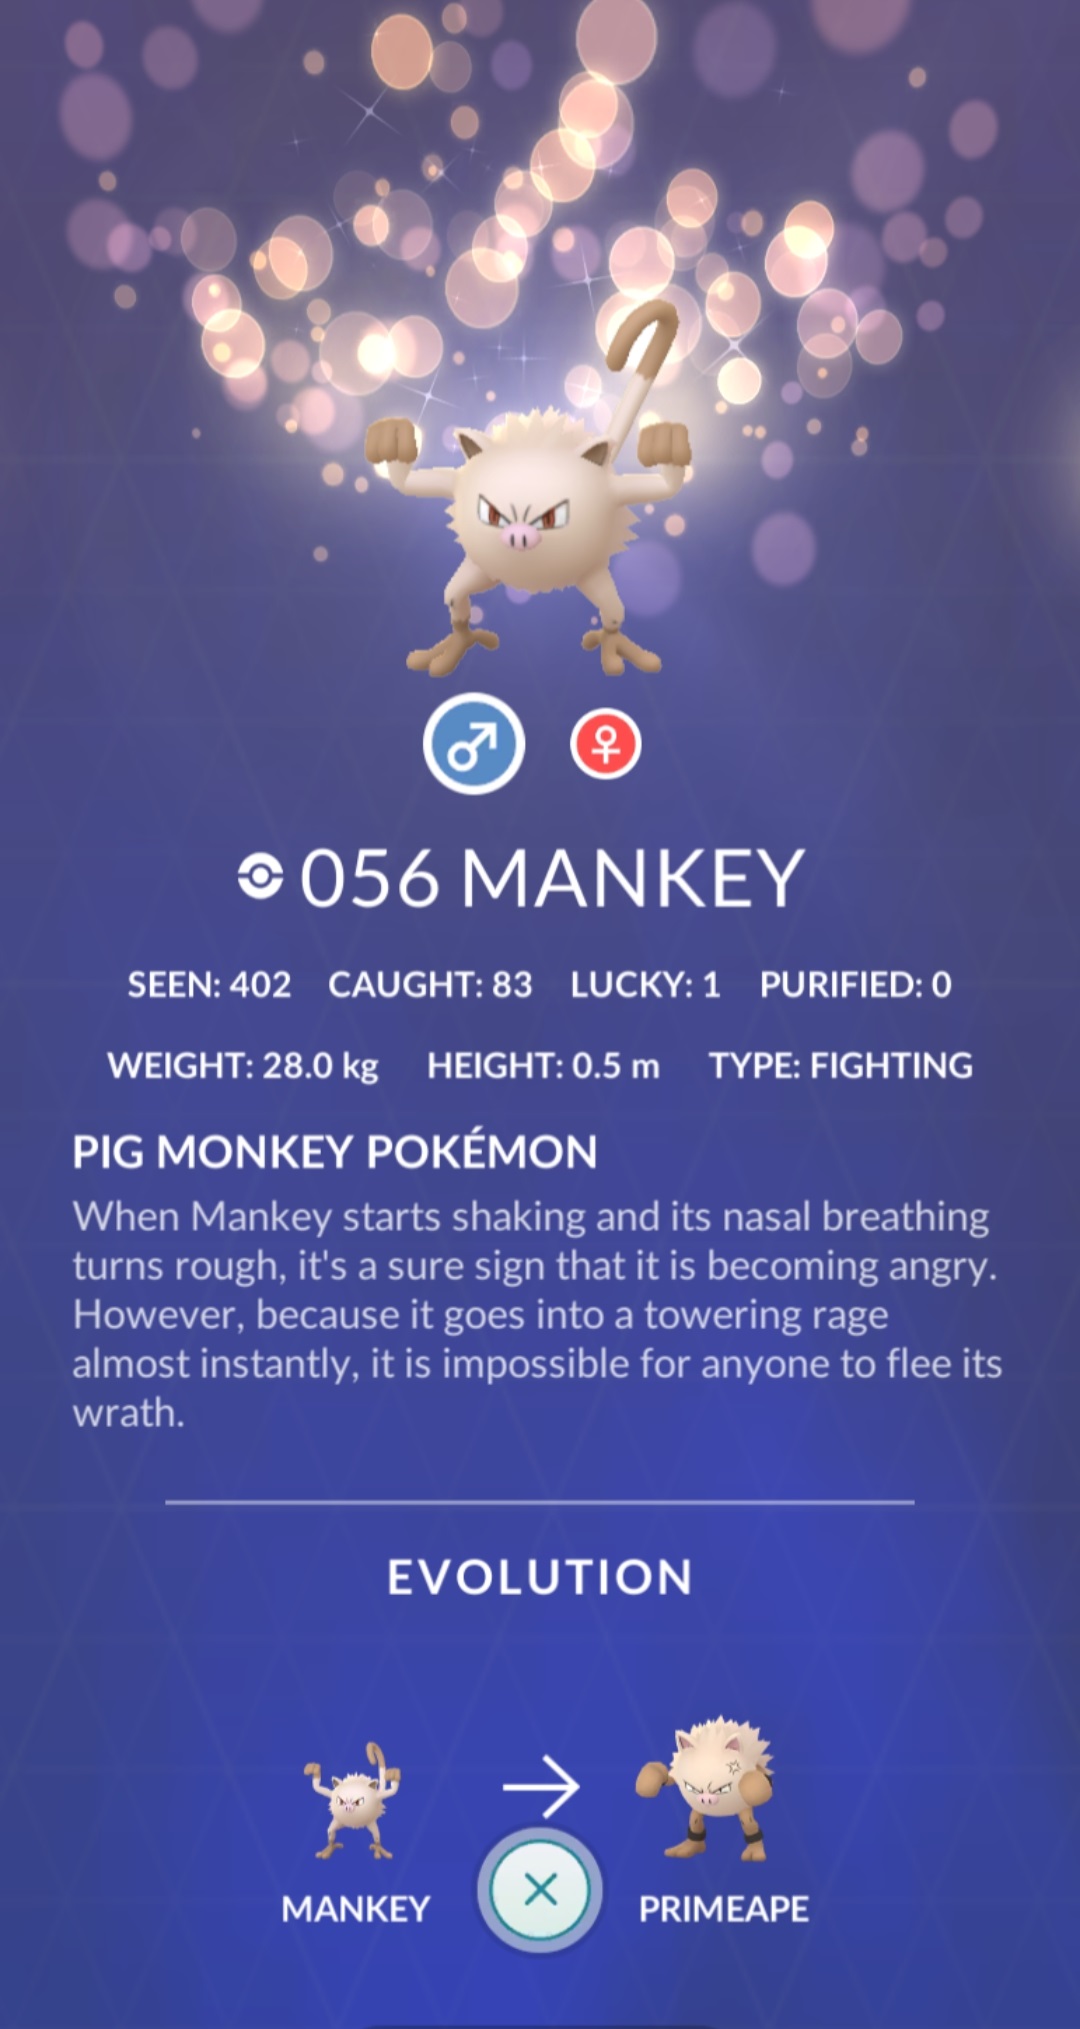 056 MANKEY
SEEN: 402 CAUGHT: 83 LUCKY: 1 PURIFIED: 0
WEIGHT: 28.0 kg HEIGHT: 0.5 m TYPE: FIGHTING
PIG MONKEY POKÉMON
When Mankey starts shaking and its nasal breathing
turns rough, it's a sure sign that it is becoming angry.
However, because it goes into a towering rage
almost instantly, it is impossible for anyone to flee its
wrath.
EVOLUTION
MANKEY PRIMEAPE